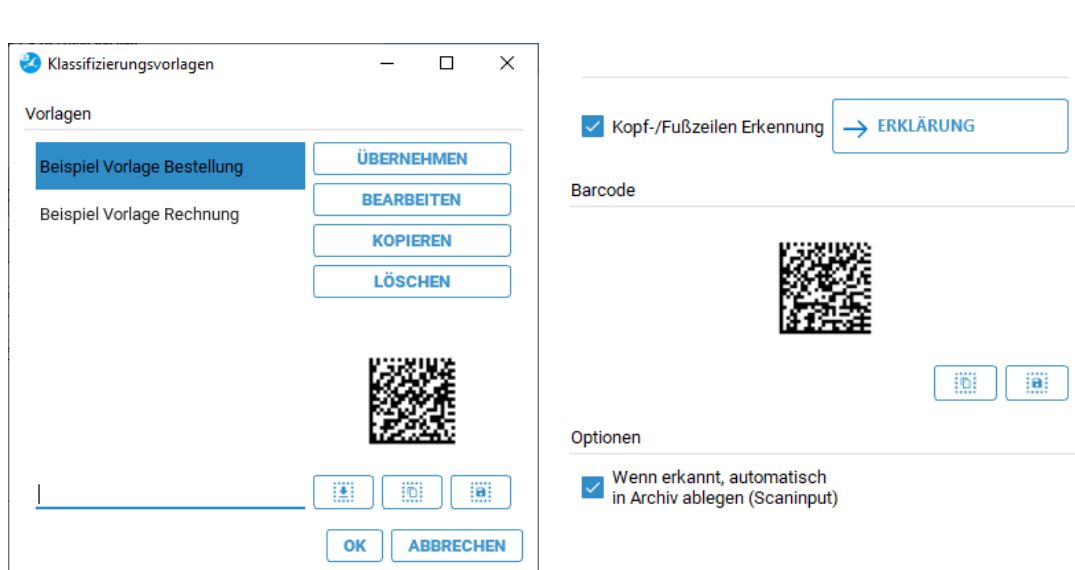 Klassifizierungsvorlagen
Vorlagen
Beispiel Vorlage Bestellung
Beispiel Vorlage Rechnung
ÜBERNEHMEN
BEARBEITEN
KOPIEREN
LÖSCHEN
OK
ABBRECHEN
Kopf-/Fußzeilen Erkennung
ERKLÄRUNG
Barcode
Optionen
Wenn erkannt, automatisch
in Archiv ablegen (Scaninput)